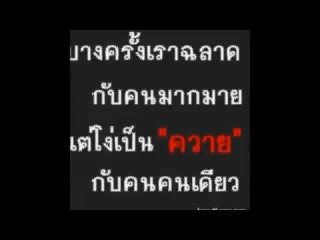 บางครั้งเราฉลาด
กับคนมากมาย
แต่โง่เป็น "ควาย"
กับคนคนเดียว